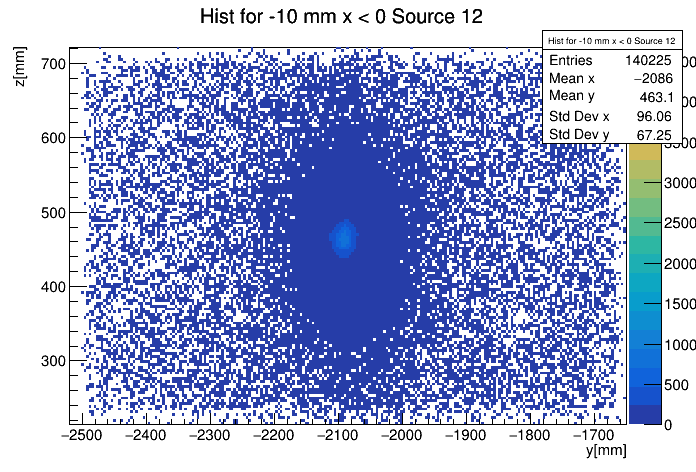 Hist for -10 mm x < 0 Source 12
Hist for -10 mm x < 0 Source 12
Entries 140225
Mean x −2086
Mean y 463.1
Std Dev x 96.06
Std Dev y 67.25
z[mm]
700
600
500
400
300
3000
2500
2000
1500
1000
500
0
−2500 −2400 −2300 −2200 −2100 −2000 −1900 −1800 −1700
y[mm]